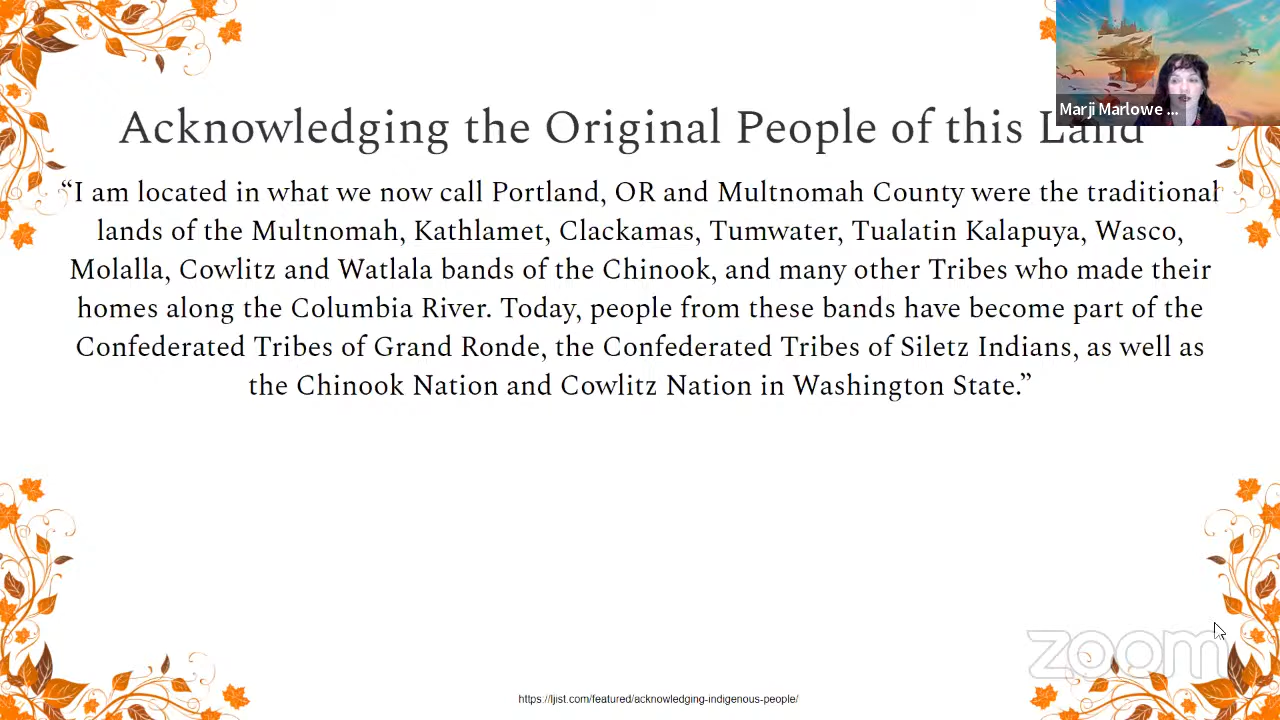 Marji Marlowe ...
Acknowledging the Original People of this Land
“I am located in what we now call Portland, OR and Multnomah County were the traditional
lands of the Multnomah, Kathlamet, Clackamas, Tumwater, Tualatin Kalapuya, Wasco,
Molalla, Cowlitz and Watlala bands of the Chinook, and many other Tribes who made their
homes along the Columbia River. Today, people from these bands have become part of the
Confederated Tribes of Grand Ronde, the Confederated Tribes of Siletz Indians, as well as
the Chinook Nation and Cowlitz Nation in Washington State.”
zoom
https://ljist.com/featured/acknowledging-indigenous-people/